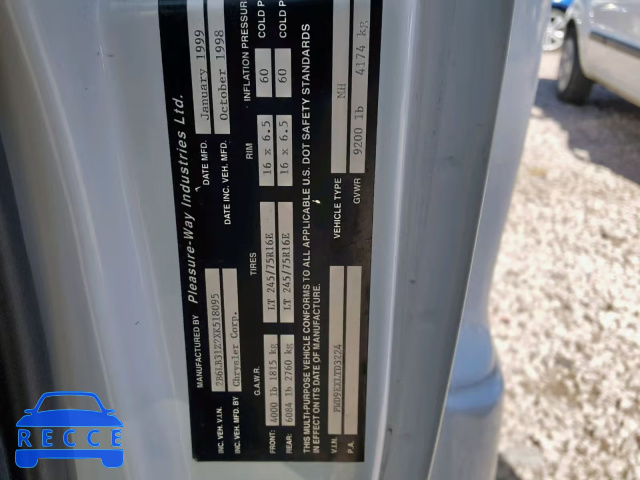 MANUFACTURED BY Pleasure-Way Industries Ltd.
DATE MFD. January 1999
INC. VEH. V.I.N. 2B6LB31Z2XK518095
INC. VEH. MFD. BY Chrysler Corp. DATE INC. VEH. MFD. October 1998
G.A.W.R. TIRES RIM INFLATION PRESSURE
FRONT: 4000 lb 1815 kg LT 245/75R16E 16 x 6.5 60 COLD
REAR: 6084 lb 2760 kg LT 245/75R16E 16 x 6.5 60 COLD
THIS MULTI-PURPOSE VEHICLE CONFORMS TO ALL APPLICABLE U.S. DOT SAFETY STANDARDS
IN EFFECT ON ITS DATE OF MANUFACTURE.
V.I.N. VEHICLE TYPE MH
P.A. GVWR 9200 lb 4174 kg
RECCE